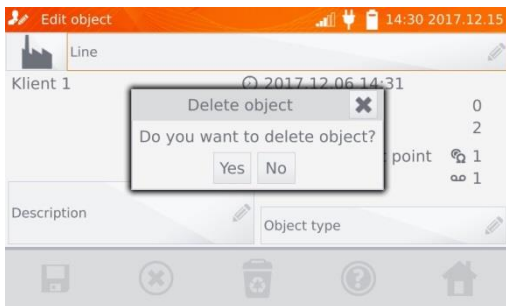 Edit object
14:30 2017.12.15
Line
Klient 1
2017.12.06 14:31
Delete object
0
Do you want to delete object?
2
Yes No
point
1
1
Description
Object type